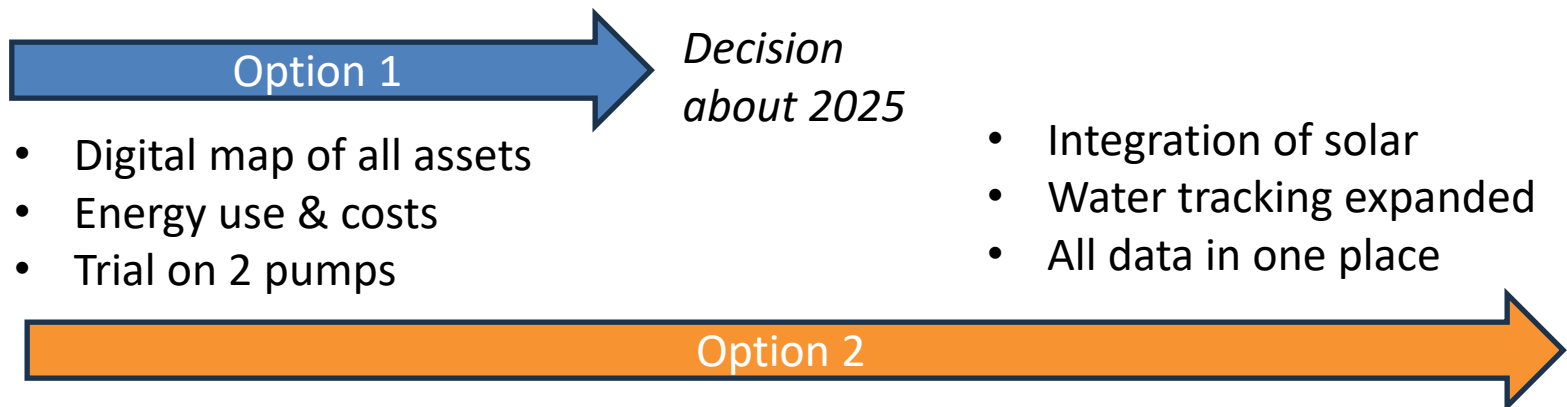 Option 1
Decision
about 2025
• Digital map of all assets
• Energy use & costs
• Trial on 2 pumps
• Integration of solar
• Water tracking expanded
• All data in one place
Option 2